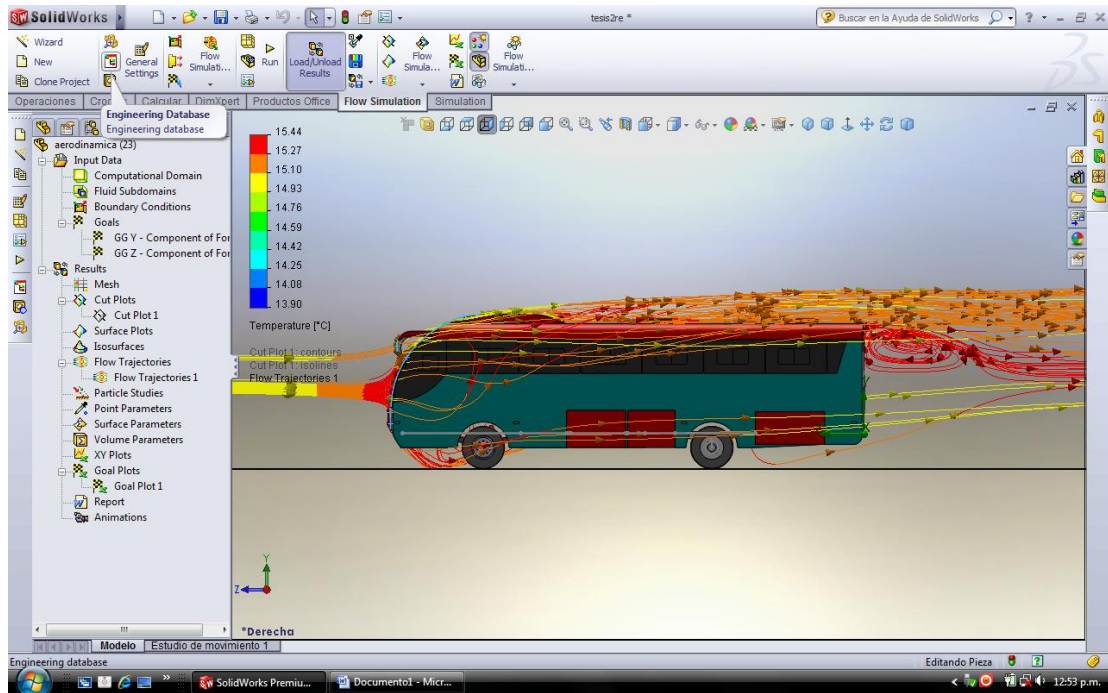 SolidWorks
tesis2re *
Buscar en la Ayuda de SolidWorks
Wizard
New
Clone Project
General Settings
Flow Simulati...
Run
Load/Unload Results
Flow Simula...
Flow Simulati...
Operaciones
Calcular
DimXpert
Productos Office
Flow Simulation
Simulation
Engineering Database
Engineering database
aerodinamica (23)
Input Data
Computational Domain
Fluid Subdomains
Boundary Conditions
Goals
GG Y - Component of For
GG Z - Component of For
Results
Mesh
Cut Plots
Cut Plot 1
Surface Plots
Isosurfaces
Flow Trajectories
Flow Trajectories 1
Particle Studies
Point Parameters
Surface Parameters
Volume Parameters
XY Plots
Goal Plots
Goal Plot 1
Report
Animations
15.44
15.27
15.10
14.93
14.76
14.59
14.42
14.25
14.08
13.90
Temperature [°C]
Cut Plot 1: contours
Cut Plot 1: isolines
Flow Trajectories 1
Y
Z
*Derecha
Modelo
Estudio de movimiento 1
Engineering database
Editando Pieza
SolidWorks Premiu...
Documento1 - Micr...
12:53 p.m.